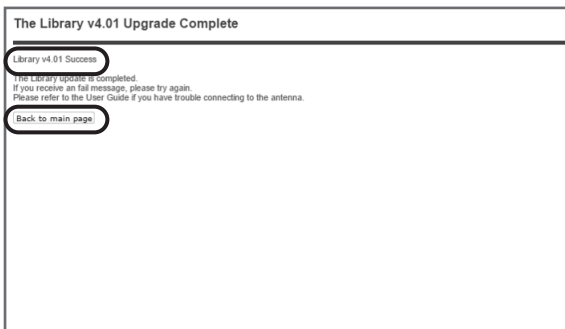 The Library v4.01 Upgrade Complete
Library v4.01 Success
The Library update is completed.
If you receive an fail message, please try again.
Please refer to the User Guide if you have trouble connecting to the antenna.
Back to main page